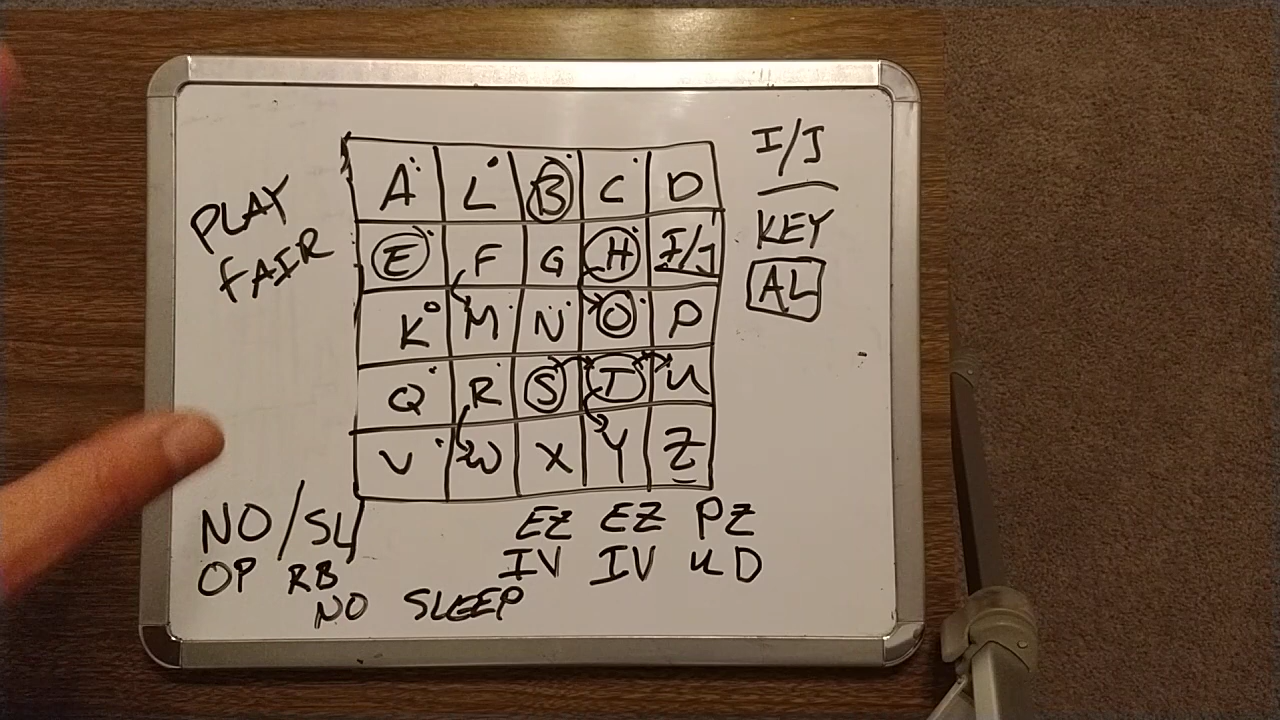 PLAY
FAIR
A L B C D
E F G H I/J
K M N O P
Q R S T U
V W X Y Z
I/J
KEY
AL
NO/SL/ EZ EZ PZ
OP RB IV IV UD
NO SLEEP